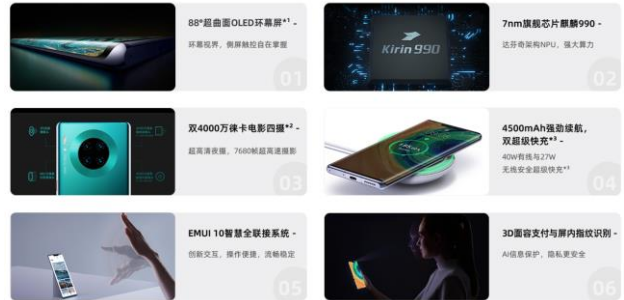 88°超曲面OLED环幕屏*¹ -
环幕视界，侧屏触控自在掌握
01
Kirin 990
7nm旗舰芯片麒麟990 -
达芬奇架构NPU，强大算力
02
双4000万徕卡电影四摄*² -
超高清夜摄，7680帧超高速摄影
03
4500mAh强劲续航，
双超级快充*³ -
40W有线与27W
无线安全超级快充*³
04
EMUI 10智慧全联接系统 -
创新交互，操作便捷，流畅稳定
05
3D面容支付与屏内指纹识别 -
AI信息保护，隐私更安全
06